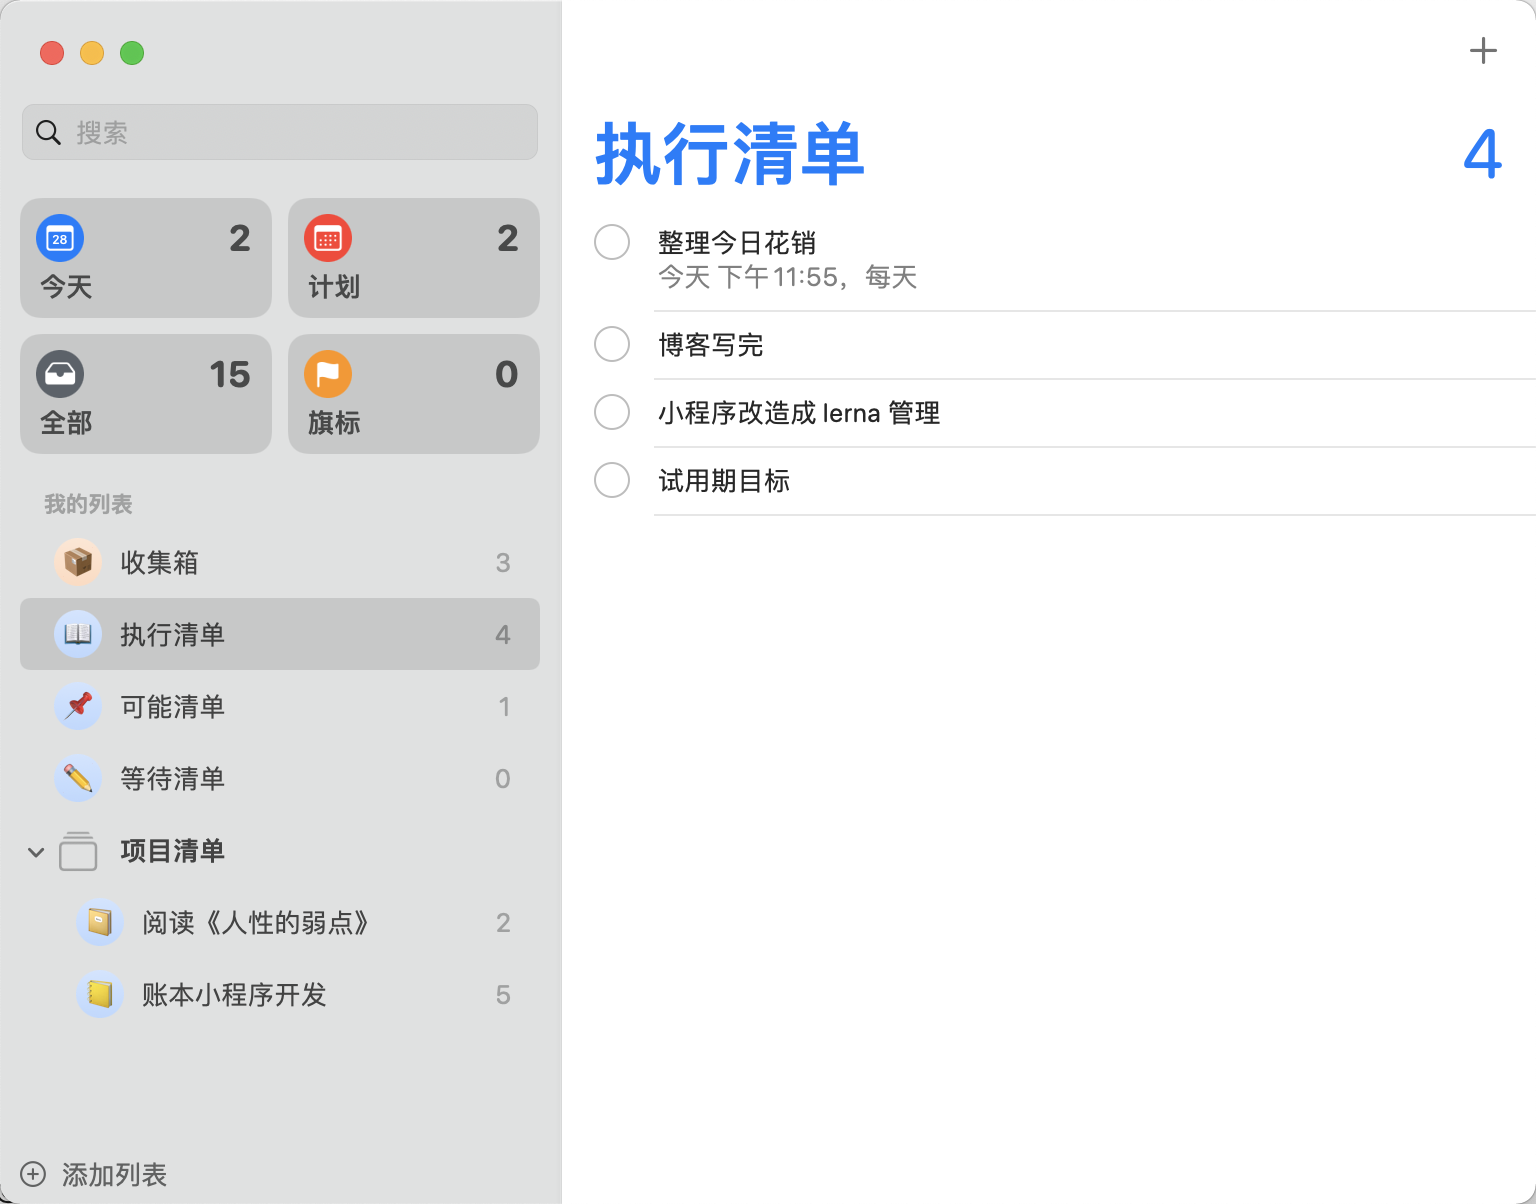 搜索
28
2
今天
2
计划
15
全部
0
旗标
我的列表
收集箱 3
执行清单 4
可能清单 1
等待清单 0
项目清单
阅读《人性的弱点》 2
账本小程序开发 5
添加列表
执行清单 4
整理今日花销
今天 下午11:55，每天
博客写完
小程序改造成 lerna 管理
试用期目标